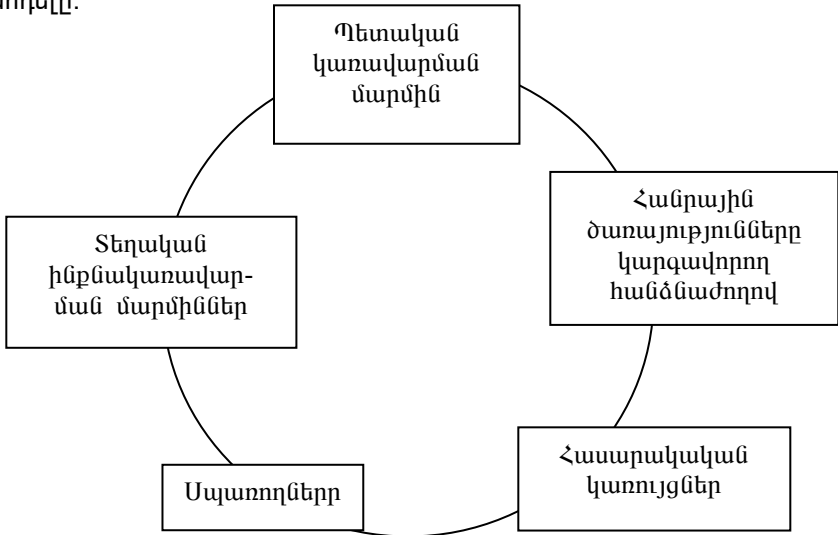 Պետական
կառավարման
մարմին
Հանրային
ծառայությունները
կարգավորող
հանձնաժողով
Տեղական
ինքնակառավար-
ման մարմիններ
Հասարակական
կառույցներ
Սպառողները